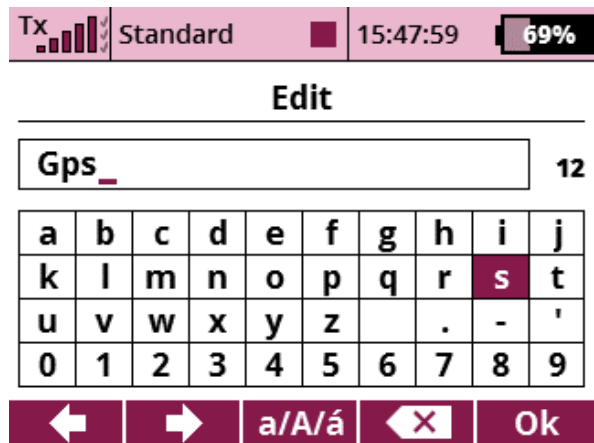 Tx Standard 15:47:59 69%
Edit
Gps_ 12
a b c d e f g h i j
k l m n o p q r s t
u v w x y z . - '
0 1 2 3 4 5 6 7 8 9
a/A/á Ok